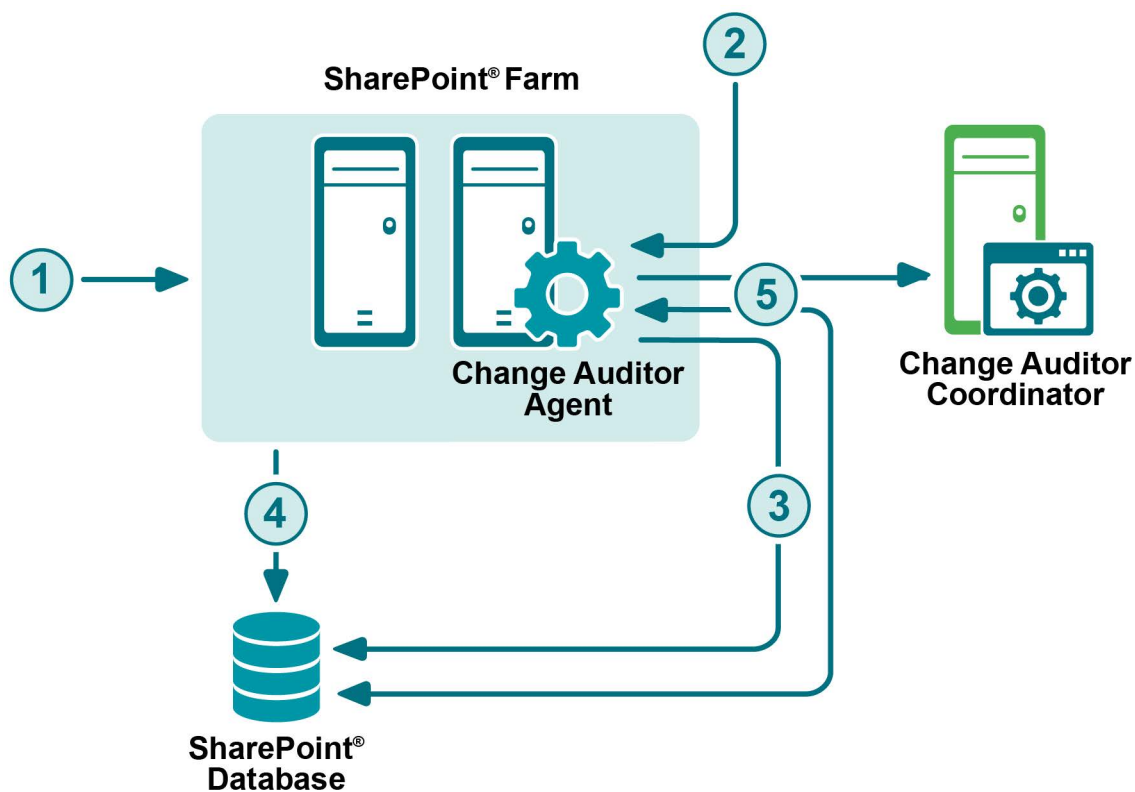 2
SharePoint® Farm
1
5
Change Auditor
Agent
Change Auditor
Coordinator
4
3
SharePoint®
Database